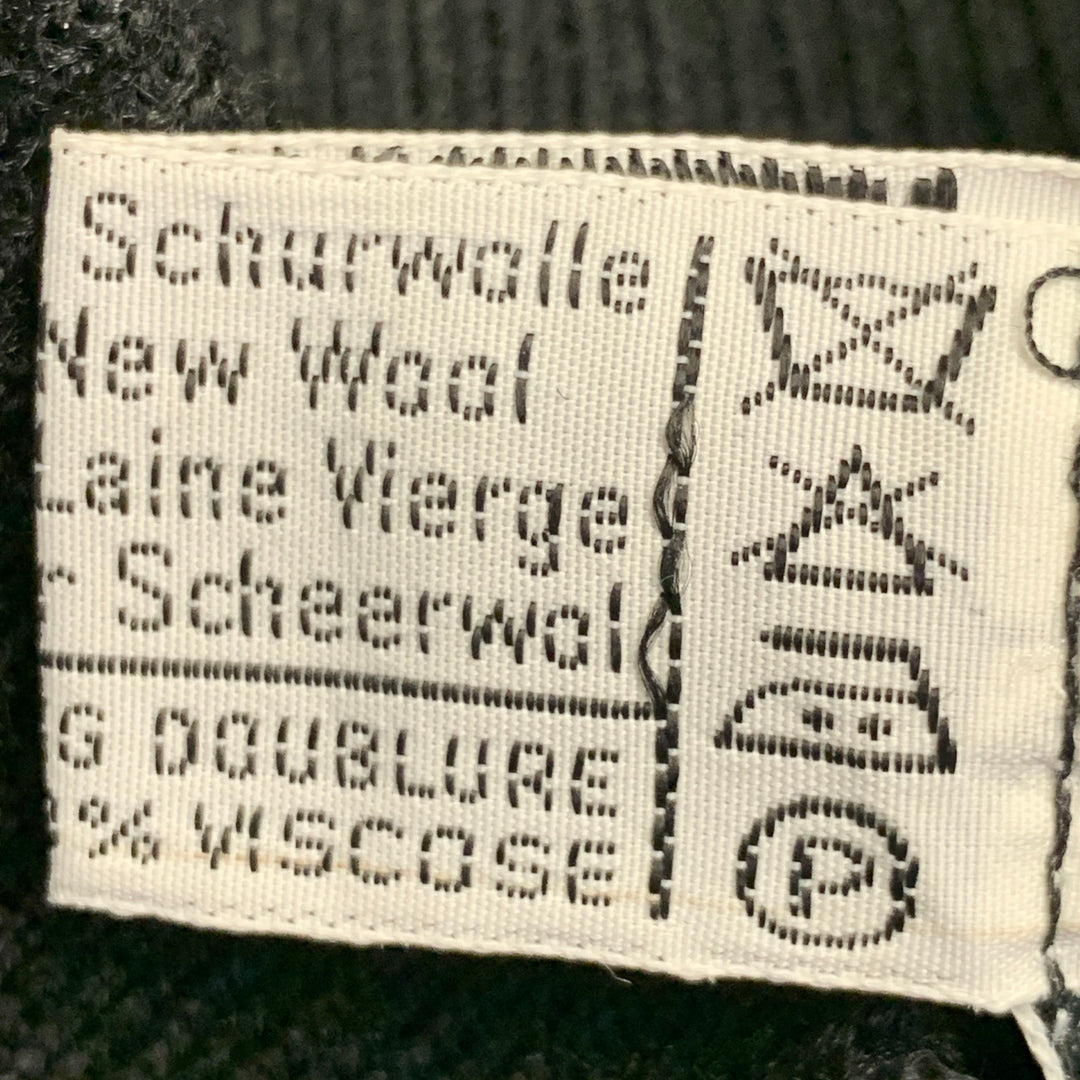 Schurwolle
New Wool
Laine Vierge
r Scheerwol
G DOUBLURE
% VISCOSE
P